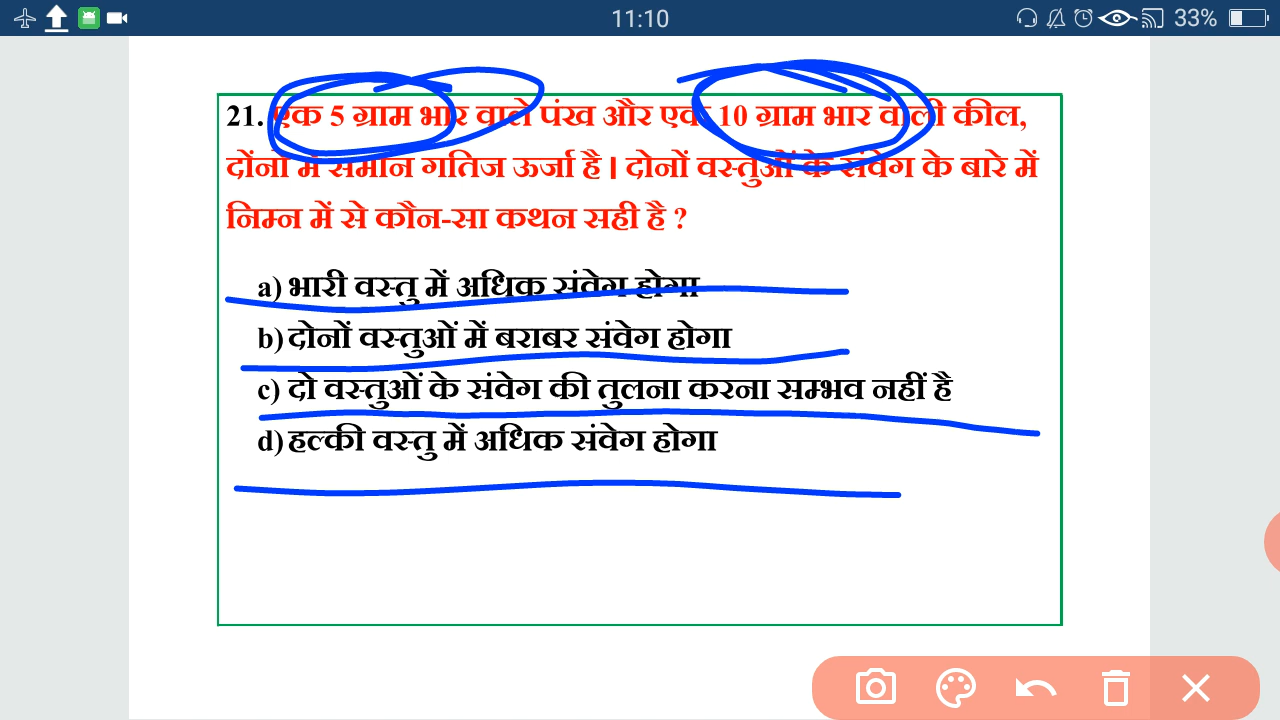 11:10
33%
21. एक 5 ग्राम भार वाले पंख और एक 10 ग्राम भार वाली कील,
दोंनों में समान गतिज ऊर्जा है। दोनों वस्तुओं के संवेग के बारे में
निम्न में से कौन-सा कथन सही है ?
a) भारी वस्तु में अधिक संवेग होगा
b) दोनों वस्तुओं में बराबर संवेग होगा
c) दो वस्तुओं के संवेग की तुलना करना सम्भव नहीं है
d) हल्की वस्तु में अधिक संवेग होगा